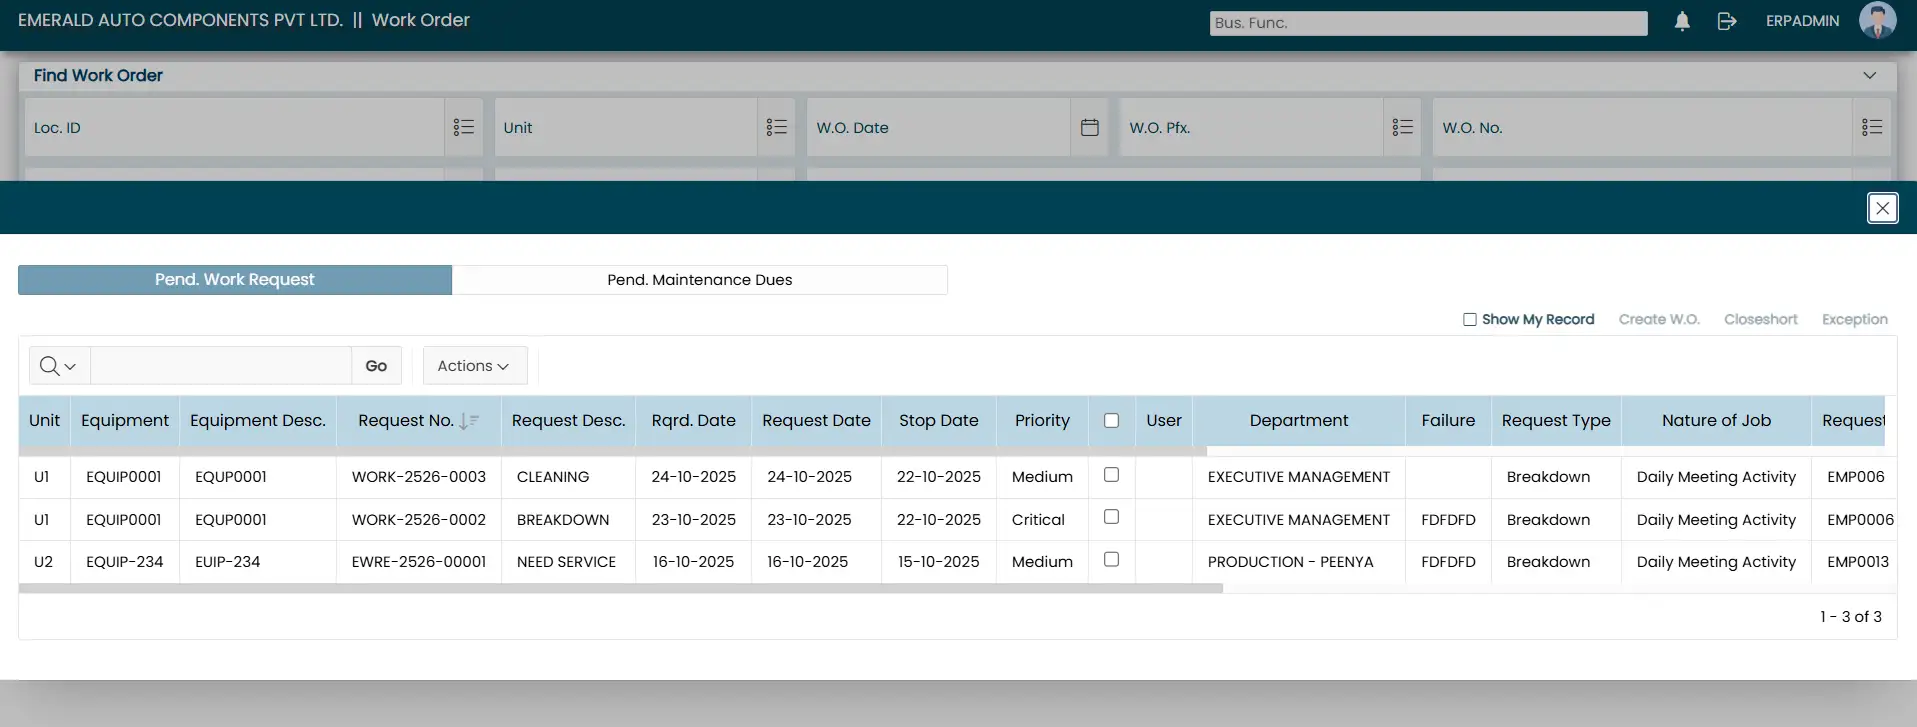 EMERALD AUTO COMPONENTS PVT LTD. || Work Order
Bus. Func.
ERPADMIN
Find Work Order
Loc. ID
Unit
W.O. Date
W.O. Pfx.
W.O. No.
Pend. Work Request
Pend. Maintenance Dues
Show My Record
Create W.O.
Closeshort
Exception
Go
Actions
Unit Equipment Equipment Desc. Request No. Request Desc. Rqrd. Date Request Date Stop Date Priority User Department Failure Request Type Nature of Job Request
U1 EQUIP0001 EQUP0001 WORK-2526-0003 CLEANING 24-10-2025 24-10-2025 22-10-2025 Medium EXECUTIVE MANAGEMENT Breakdown Daily Meeting Activity EMP006
U1 EQUIP0001 EQUP0001 WORK-2526-0002 BREAKDOWN 23-10-2025 23-10-2025 22-10-2025 Critical EXECUTIVE MANAGEMENT FDFDFD Breakdown Daily Meeting Activity EMP0006
U2 EQUIP-234 EUIP-234 EWRE-2526-00001 NEED SERVICE 16-10-2025 16-10-2025 15-10-2025 Medium PRODUCTION - PEENYA FDFDFD Breakdown Daily Meeting Activity EMP0013
1 - 3 of 3